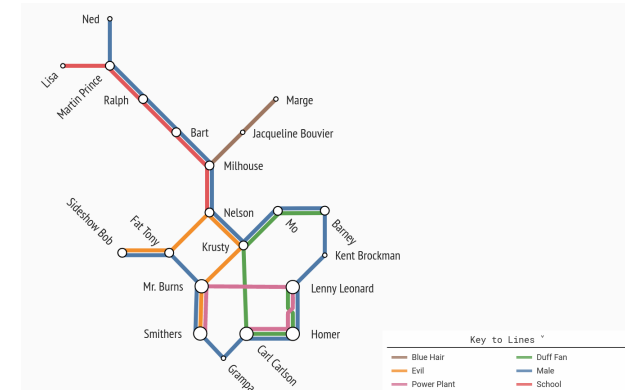 Ned
Lisa
Martin Prince
Ralph
Marge
Bart
Jacqueline Bouvier
Milhouse
Sideshow Bob
Fat Tony
Nelson
Mo
Barney
Krusty
Kent Brockman
Mr. Burns
Lenny Leonard
Smithers
Homer
Carl Carlson
Grampa
Key to Lines ˅
Blue Hair
Duff Fan
Evil
Male
Power Plant
School